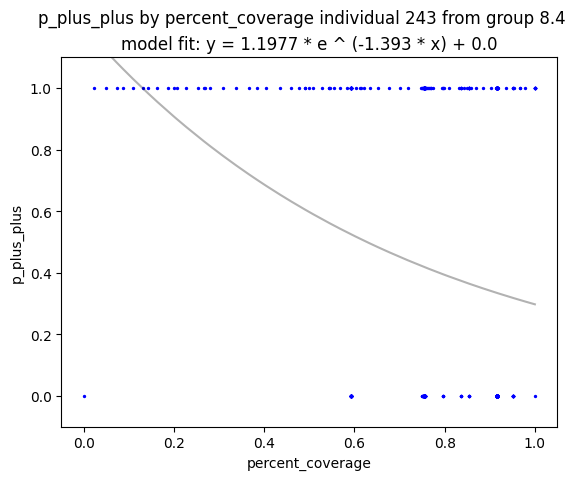 p_plus_plus by percent_coverage individual 243 from group 8.4
model fit: y = 1.1977 * e ^ (-1.393 * x) + 0.0
1.0
0.8
0.6
0.4
0.2
0.0
p_plus_plus
0.0 0.2 0.4 0.6 0.8 1.0
percent_coverage